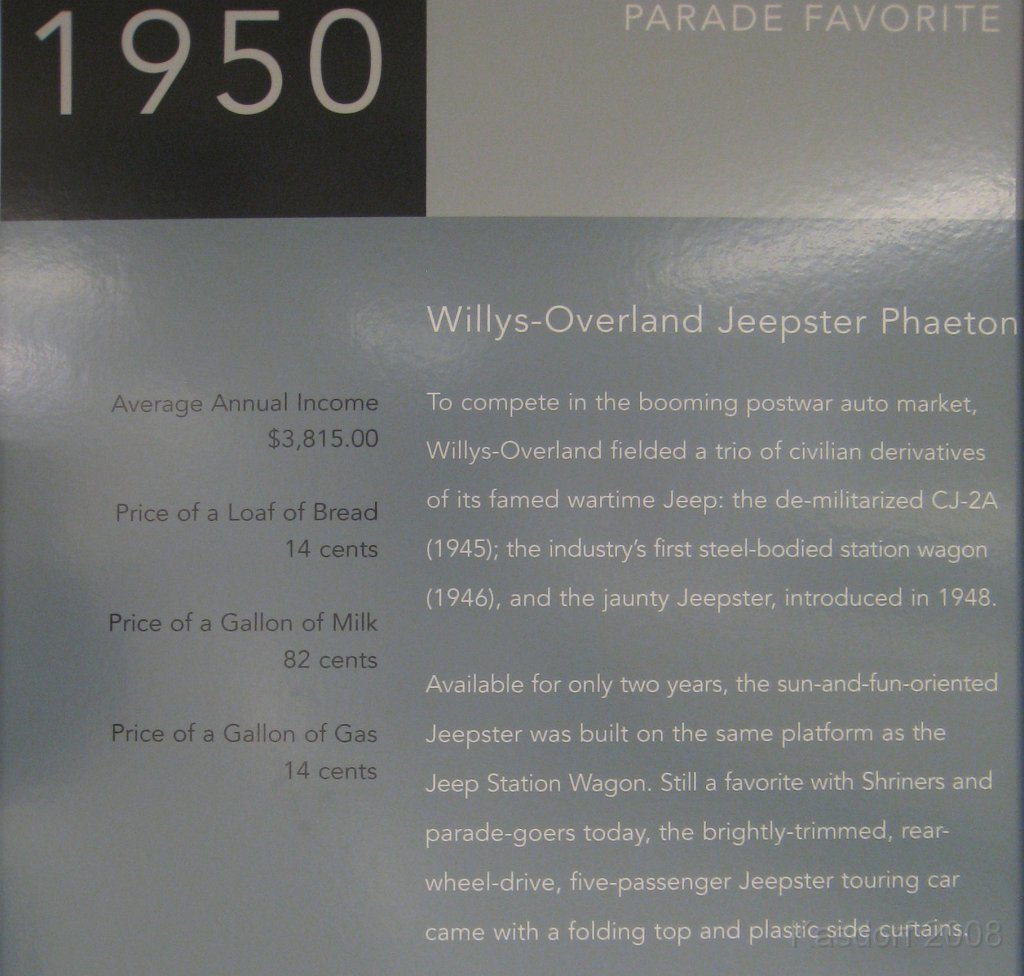 1950
PARADE FAVORITE
Willys-Overland Jeepster Phaeton
Average Annual Income
$3,815.00
Price of a Loaf of Bread
14 cents
Price of a Gallon of Milk
82 cents
Price of a Gallon of Gas
14 cents
To compete in the booming postwar auto market,
Willys-Overland fielded a trio of civilian derivatives
of its famed wartime Jeep: the de-militarized CJ-2A
(1945); the industry's first steel-bodied station wagon
(1946), and the jaunty Jeepster, introduced in 1948.
Available for only two years, the sun-and-fun-oriented
Jeepster was built on the same platform as the
Jeep Station Wagon. Still a favorite with Shriners and
parade-goers today, the brightly-trimmed, rear-
wheel-drive, five-passenger Jeepster touring car
came with a folding top and plastic side curtains.
2008